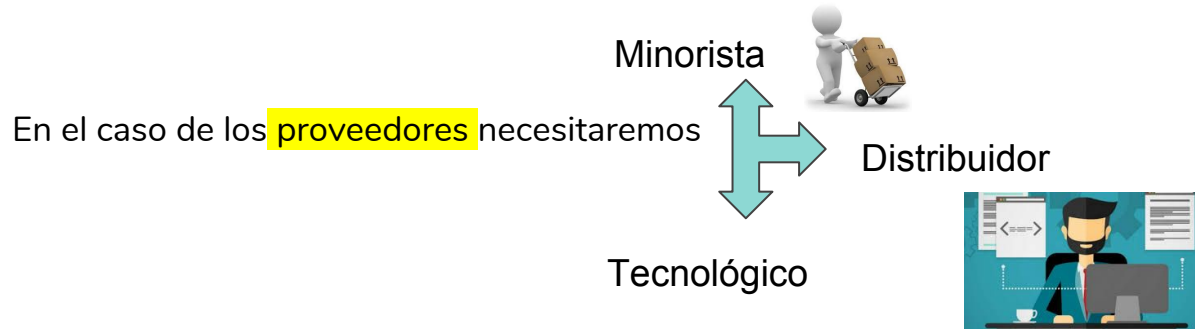 Minorista
En el caso de los proveedores necesitaremos
Distribuidor
Tecnológico